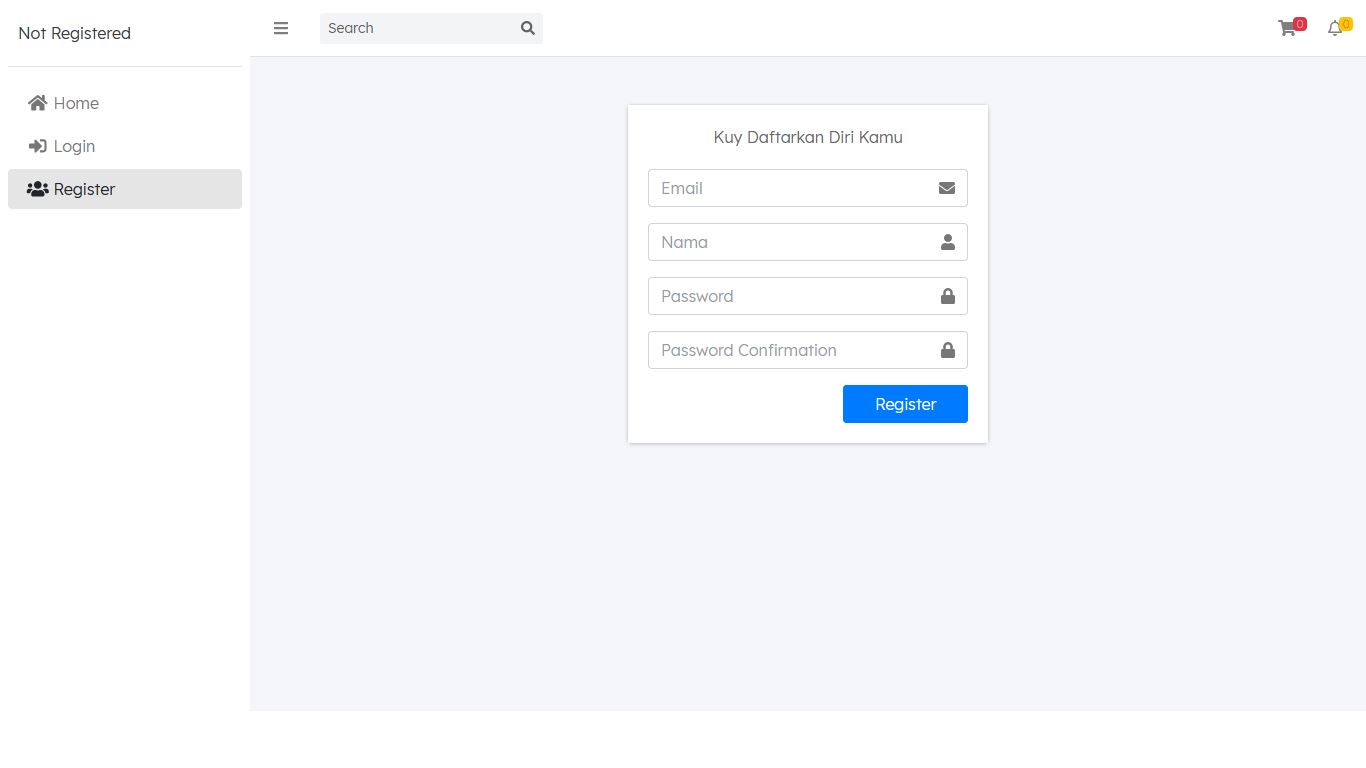 Not Registered
Search
0
0
Home
Login
Register
Kuy Daftarkan Diri Kamu
Email
Nama
Password
Password Confirmation
Register